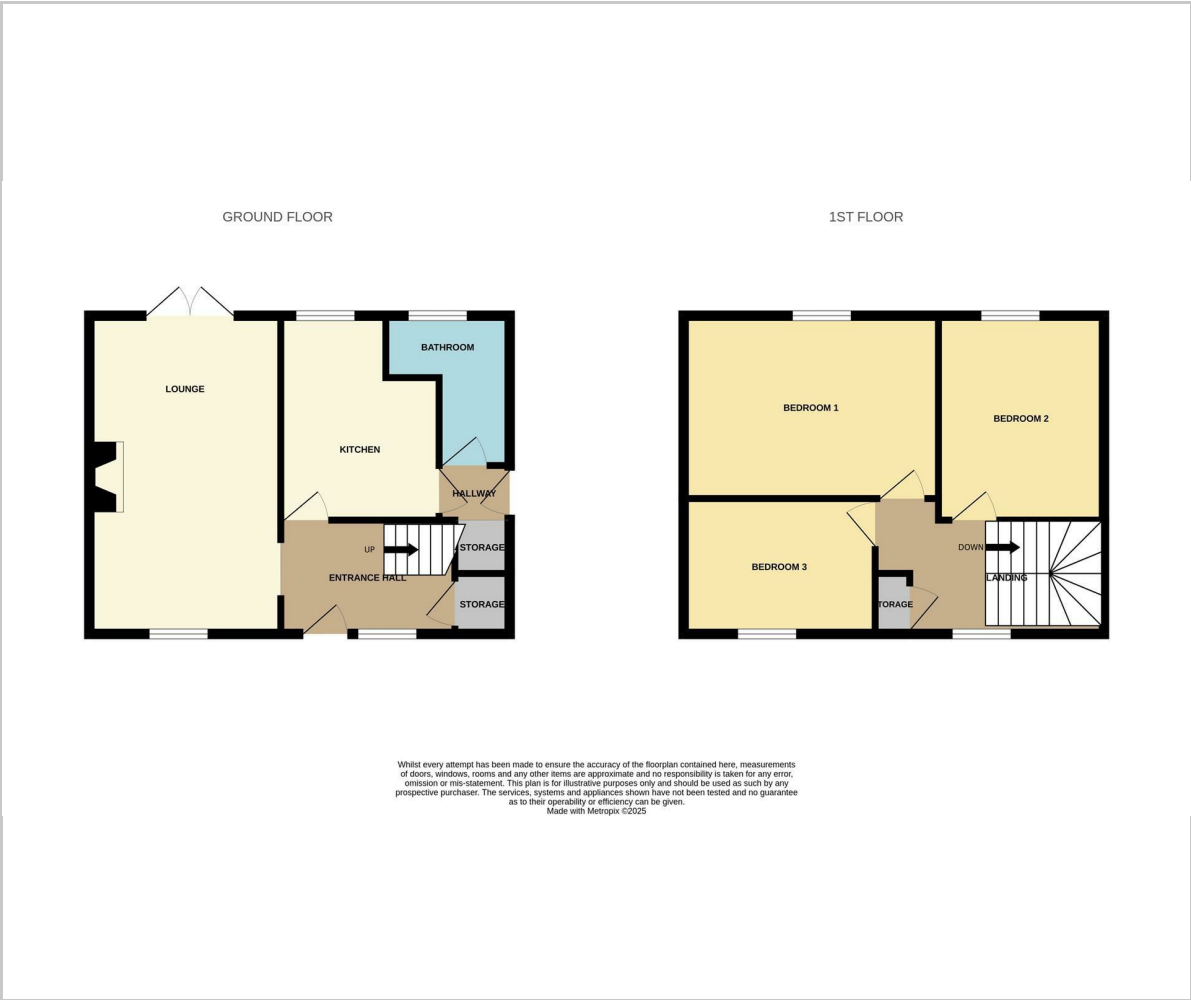 GROUND FLOOR
1ST FLOOR
LOUNGE
KITCHEN
BATHROOM
HALLWAY
STORAGE
UP
ENTRANCE HALL
STORAGE
BEDROOM 1
BEDROOM 2
BEDROOM 3
DOWN
LANDING
TORAGE
Whilst every attempt has been made to ensure the accuracy of the floorplan contained here, measurements
of doors, windows, rooms and any other items are approximate and no responsibility is taken for any error,
omission or mis-statement. This plan is for illustrative purposes only and should be used as such by any
prospective purchaser. The services, systems and appliances shown have not been tested and no guarantee
as to their operability or efficiency can be given.
Made with Metropix ©2025